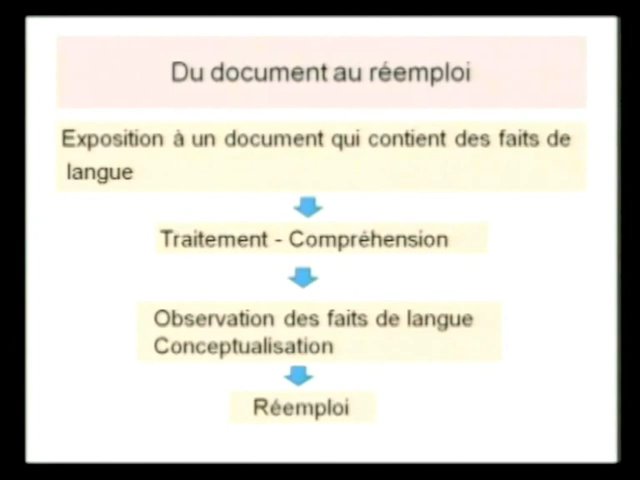 Du document au réemploi
Exposition à un document qui contient des faits de
langue
Traitement - Compréhension
Observation des faits de langue
Conceptualisation
Réemploi